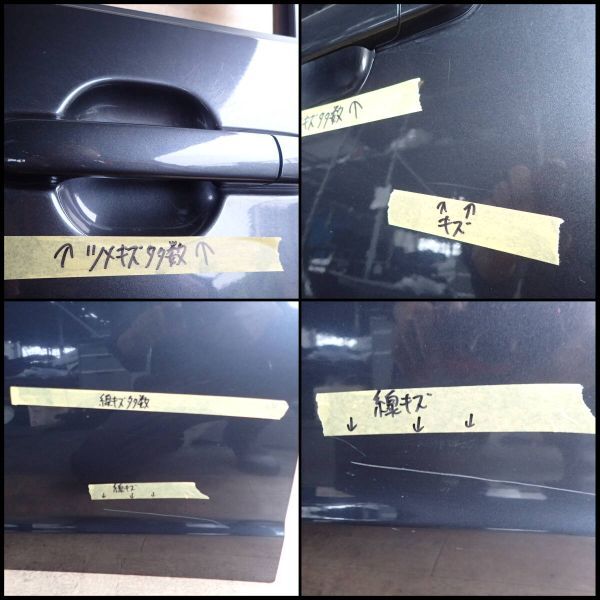 ↑ ツメキズ多数 ↑
キズ多数 ↑
↑ ↑
キズ
線キズ多数
線キズ
↓ ↓ ↓
線キズ
↓ ↓ ↓